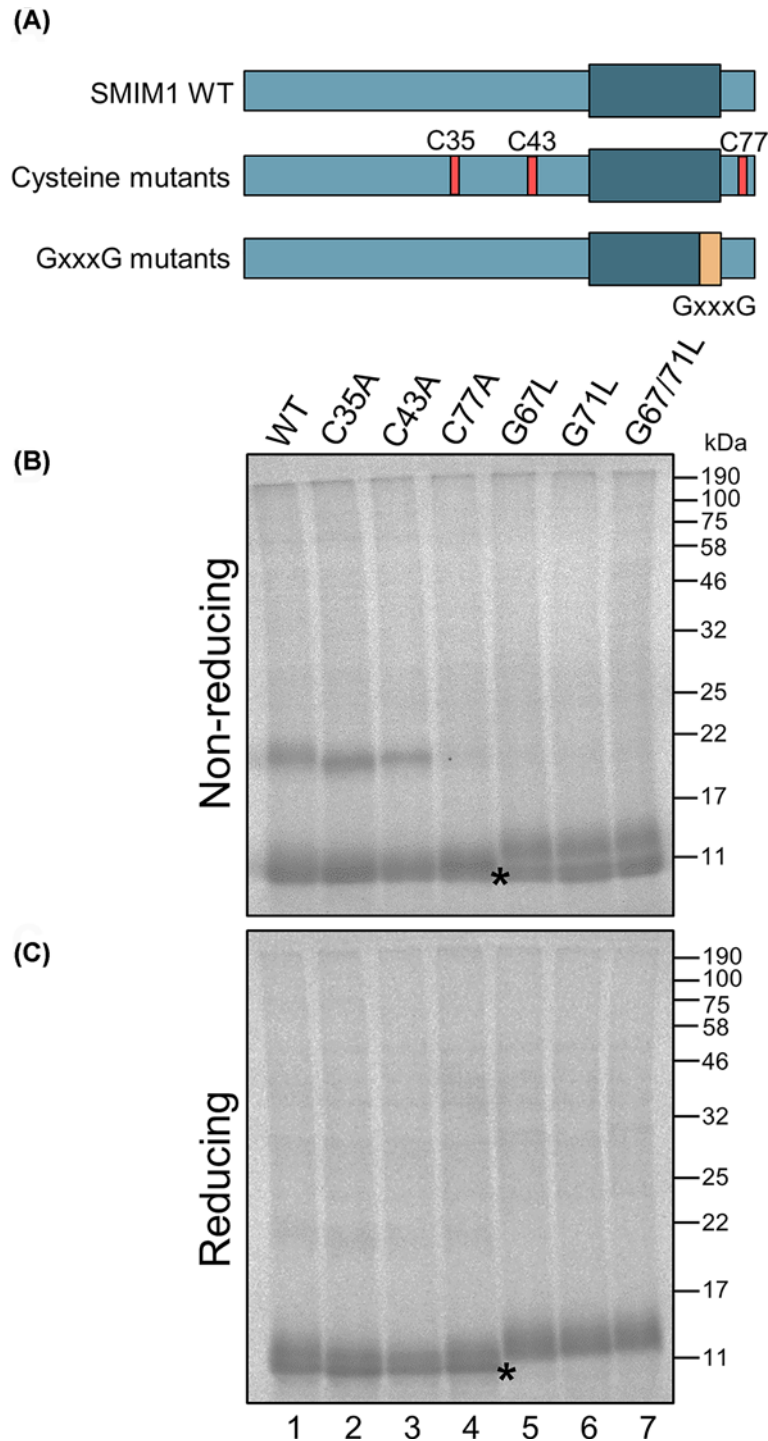 (A)
SMIM1 WT
C35 C43 C77
Cysteine mutants
GxxxG mutants
GxxxG
WT C35A C43A C77A G67L G71L G67/71L
kDa
(B)
Non-reducing
190
100
75
58
46
32
25
22
17
11
*
(C)
Reducing
190
100
75
58
46
32
25
22
17
11
*
1 2 3 4 5 6 7